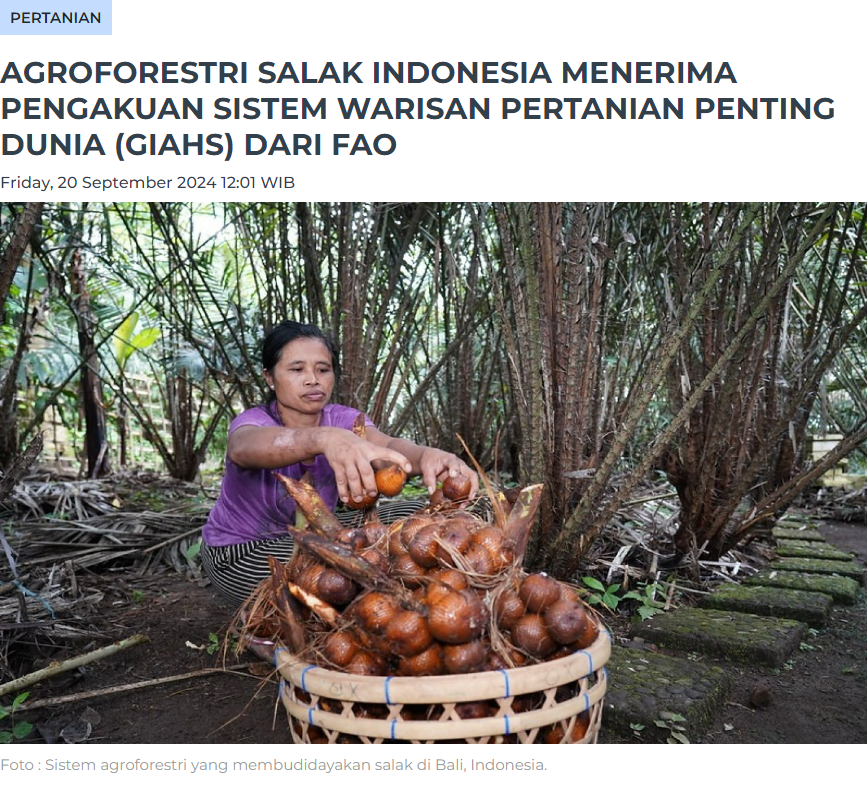 PERTANIAN
AGROFORESTRI SALAK INDONESIA MENERIMA
PENGAKUAN SISTEM WARISAN PERTANIAN PENTING
DUNIA (GIAHS) DARI FAO
Friday, 20 September 2024 12:01 WIB
Foto : Sistem agroforestri yang membudidayakan salak di Bali, Indonesia.